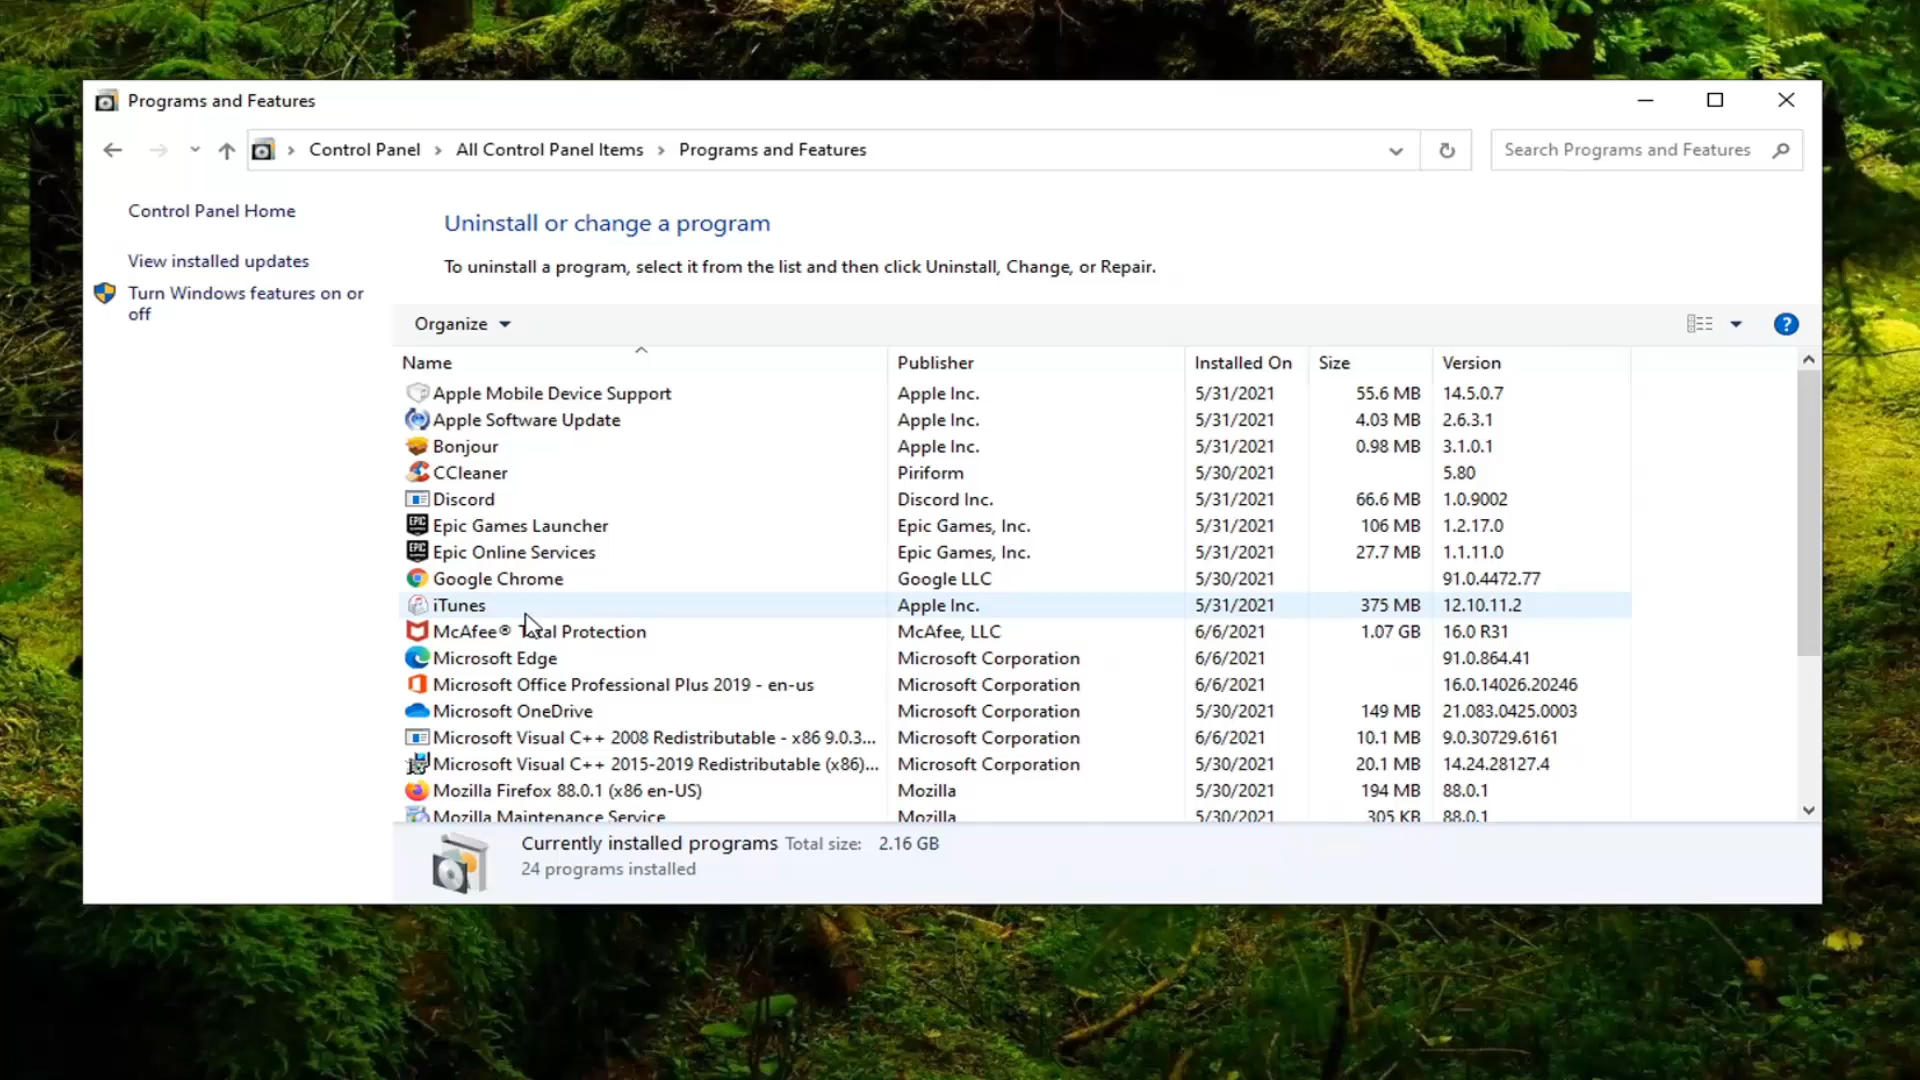 Programs and Features
Control Panel > All Control Panel Items > Programs and Features
Search Programs and Features
Control Panel Home
View installed updates
Turn Windows features on or
off
Uninstall or change a program
To uninstall a program, select it from the list and then click Uninstall, Change, or Repair.
Organize
?
Name Publisher Installed On Size Version
Apple Mobile Device Support Apple Inc. 5/31/2021 55.6 MB 14.5.0.7
Apple Software Update Apple Inc. 5/31/2021 4.03 MB 2.6.3.1
Bonjour Apple Inc. 5/31/2021 0.98 MB 3.1.0.1
CCleaner Piriform 5/30/2021 5.80
Discord Discord Inc. 5/31/2021 66.6 MB 1.0.9002
EPIC Epic Games Launcher Epic Games, Inc. 5/31/2021 106 MB 1.2.17.0
EPIC Epic Online Services Epic Games, Inc. 5/31/2021 27.7 MB 1.1.11.0
Google Chrome Google LLC 5/30/2021 91.0.4472.77
iTunes Apple Inc. 5/31/2021 375 MB 12.10.11.2
McAfee® Total Protection McAfee, LLC 6/6/2021 1.07 GB 16.0 R31
Microsoft Edge Microsoft Corporation 6/6/2021 91.0.864.41
Microsoft Office Professional Plus 2019 - en-us Microsoft Corporation 6/6/2021 16.0.14026.20246
Microsoft OneDrive Microsoft Corporation 5/30/2021 149 MB 21.083.0425.0003
Microsoft Visual C++ 2008 Redistributable - x86 9.0.3... Microsoft Corporation 6/6/2021 10.1 MB 9.0.30729.6161
Microsoft Visual C++ 2015-2019 Redistributable (x86)... Microsoft Corporation 5/30/2021 20.1 MB 14.24.28127.4
Mozilla Firefox 88.0.1 (x86 en-US) Mozilla 5/30/2021 194 MB 88.0.1
Mozilla Maintenance Service Mozilla 5/30/2021 305 KB 88.0.1
Currently installed programs Total size: 2.16 GB
24 programs installed